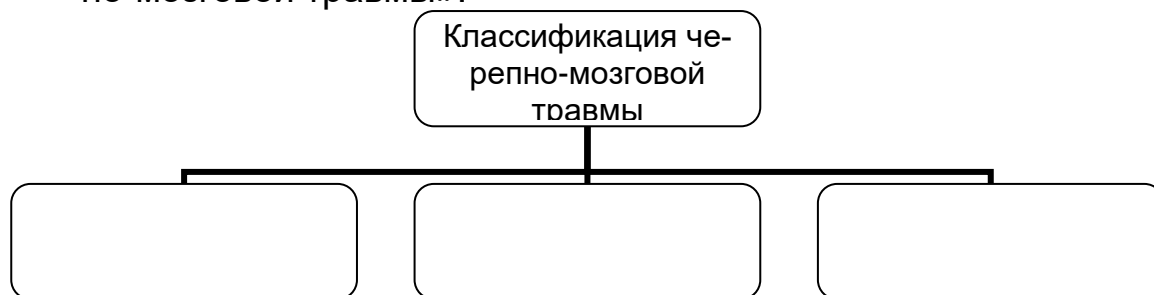 но-мозговой травмы».
Классификация че-
репно-мозговой
травмы